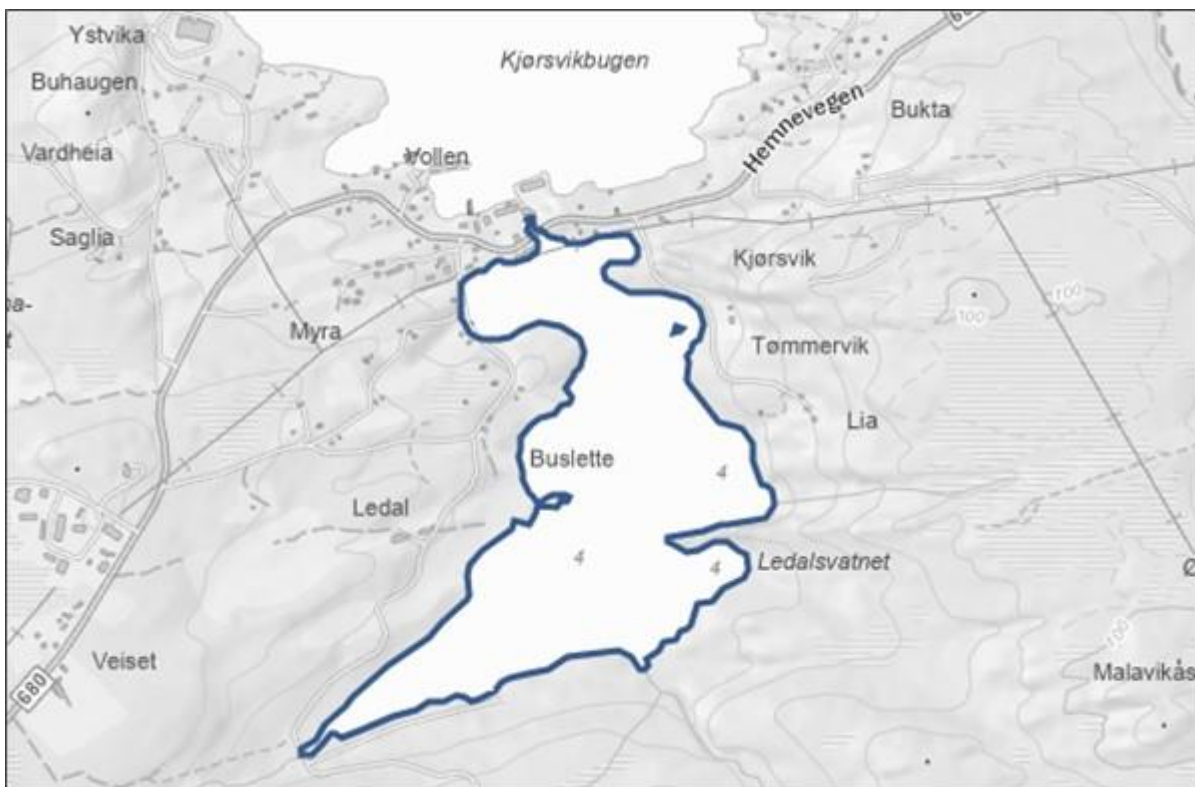 Ystvika
Kjørsvikbugen
Buhaugen
Bukta
Hemnevegen
Vardheia
Vollen
Saglia
Kjørsvik
100
100
Myra
Tømmervik
Lia
Buslette
4
Ledal
4
4
Ledalsvatnet
Ø
100
Veiset
680
Malavikås